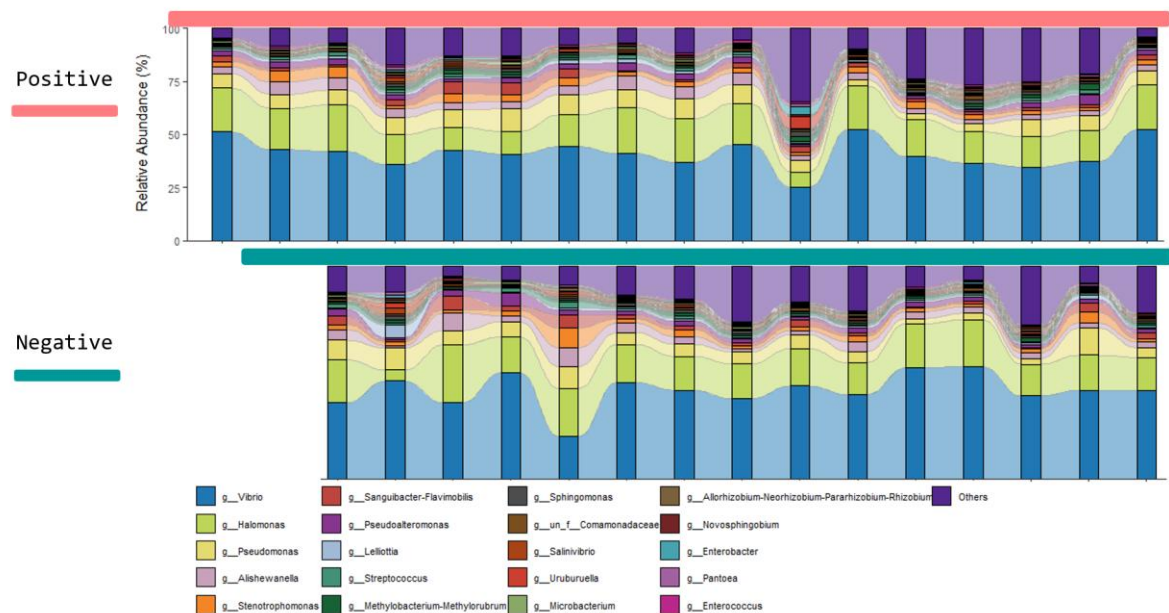 Positive
Relative Abundance (%)
100
75
50
25
0
Negative
g__Vibrio
g__Halomonas
g__Pseudomonas
g__Alishewanella
g__Stenotrophomonas
g__Sanguibacter-Flavimobilis
g__Pseudoalteromonas
g__Lelliottia
g__Streptococcus
g__Methylobacterium-Methylorubrum
g__Sphingomonas
g__un_f__Comamonadaceae
g__Salinivibrio
g__Uruburuella
g__Microbacterium
g__Allorhizobium-Neorhizobium-Pararhizobium-Rhizobium
g__Novosphingobium
g__Enterobacter
g__Pantoea
g__Enterococcus
Others